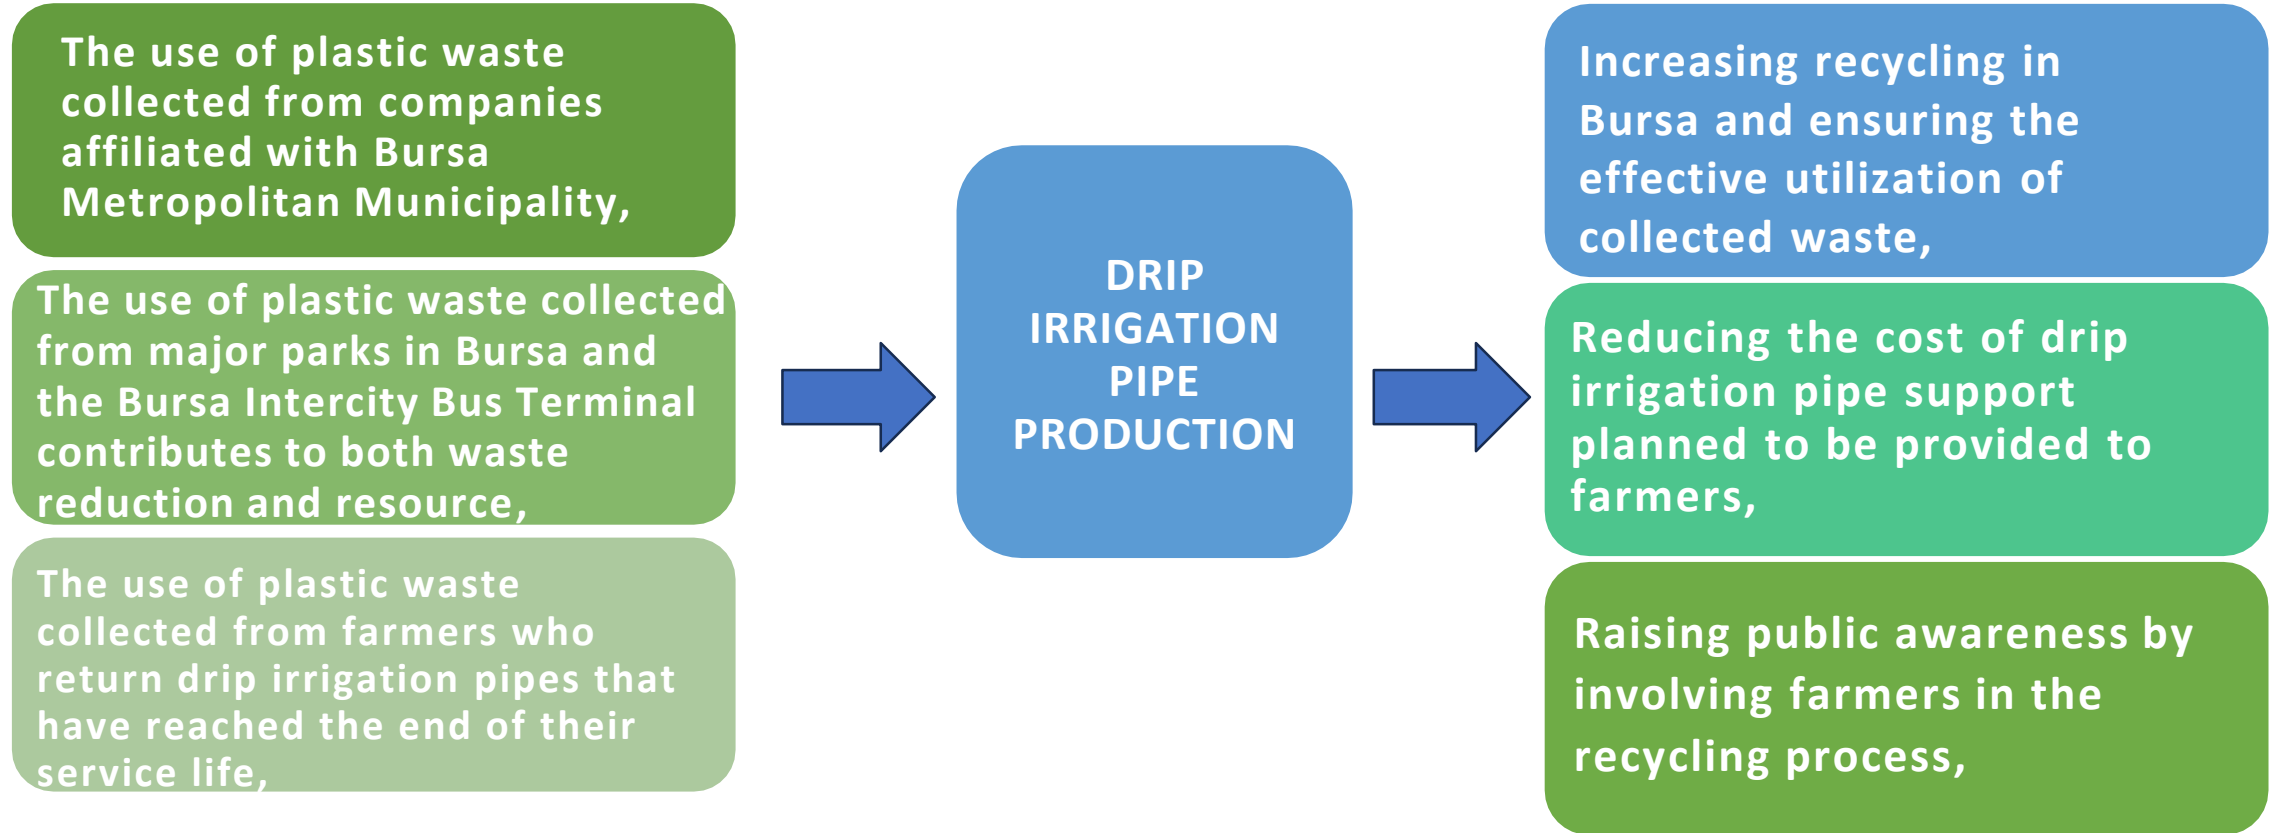 The use of plastic waste
collected from companies
affiliated with Bursa
Metropolitan Municipality,
The use of plastic waste collected
from major parks in Bursa and
the Bursa Intercity Bus Terminal
contributes to both waste
reduction and resource,
The use of plastic waste
collected from farmers who
return drip irrigation pipes that
have reached the end of their
service life,
DRIP
IRRIGATION
PIPE
PRODUCTION
Increasing recycling in
Bursa and ensuring the
effective utilization of
collected waste,
Reducing the cost of drip
irrigation pipe support
planned to be provided to
farmers,
Raising public awareness by
involving farmers in the
recycling process,